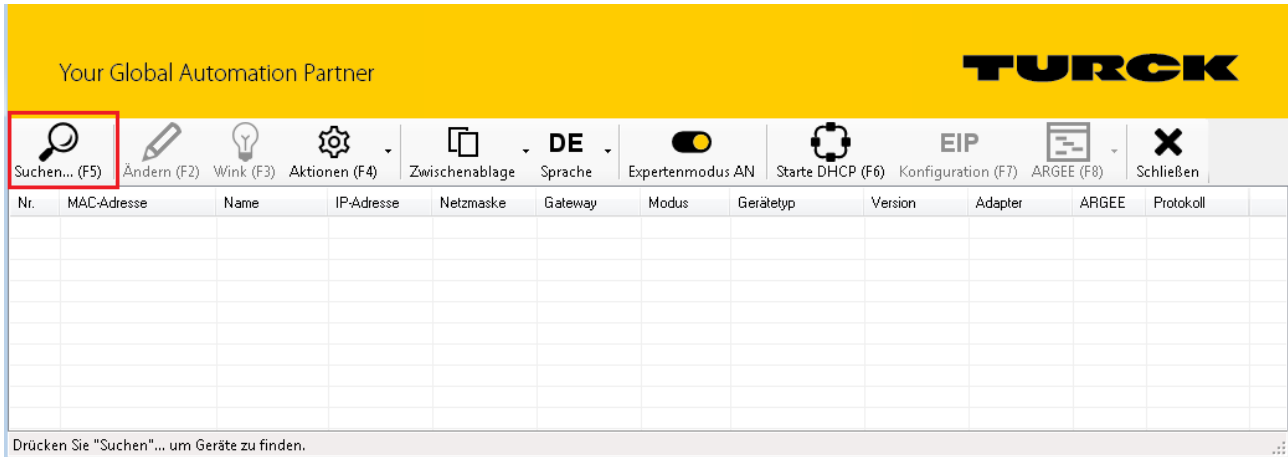 Your Global Automation Partner
TURCK
DE EIP
Suchen... (F5) Ändern (F2) Wink (F3) Aktionen (F4) Zwischenablage Sprache Expertenmodus AN Starte DHCP (F6) Konfiguration (F7) ARGEE (F8) Schließen
Nr. MAC-Adresse Name IP-Adresse Netzmaske Gateway Modus Gerätetyp Version Adapter ARGEE Protokoll
Drücken Sie "Suchen"... um Geräte zu finden.